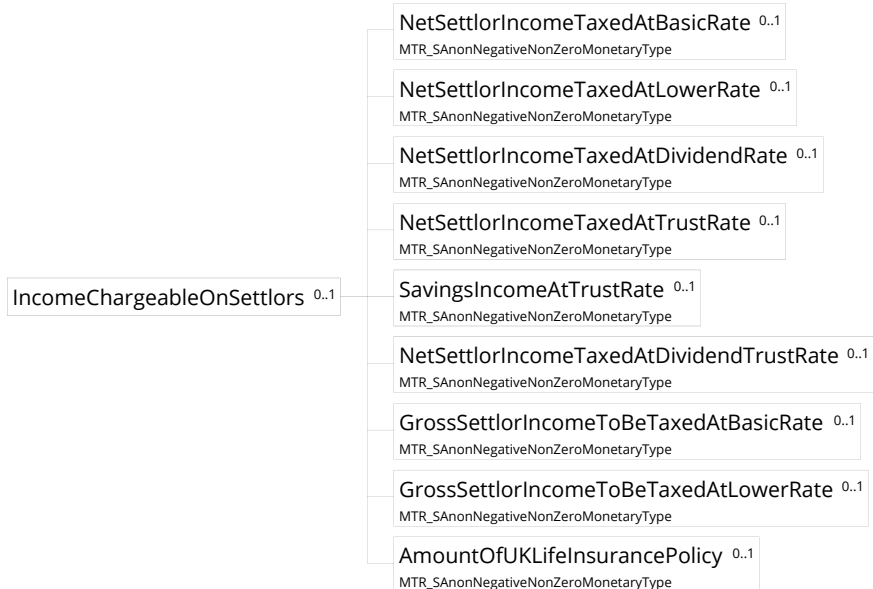 NetSettlorIncomeTaxedAtBasicRate 0..1
MTR_SAnonNegativeNonZeroMonetaryType
NetSettlorIncomeTaxedAtLowerRate 0..1
MTR_SAnonNegativeNonZeroMonetaryType
NetSettlorIncomeTaxedAtDividendRate 0..1
MTR_SAnonNegativeNonZeroMonetaryType
NetSettlorIncomeTaxedAtTrustRate 0..1
MTR_SAnonNegativeNonZeroMonetaryType
IncomeChargeableOnSettlors 0..1
SavingsIncomeAtTrustRate 0..1
MTR_SAnonNegativeNonZeroMonetaryType
NetSettlorIncomeTaxedAtDividendTrustRate 0..1
MTR_SAnonNegativeNonZeroMonetaryType
GrossSettlorIncomeToBeTaxedAtBasicRate 0..1
MTR_SAnonNegativeNonZeroMonetaryType
GrossSettlorIncomeToBeTaxedAtLowerRate 0..1
MTR_SAnonNegativeNonZeroMonetaryType
AmountOfUKLifeInsurancePolicy 0..1
MTR_SAnonNegativeNonZeroMonetaryType